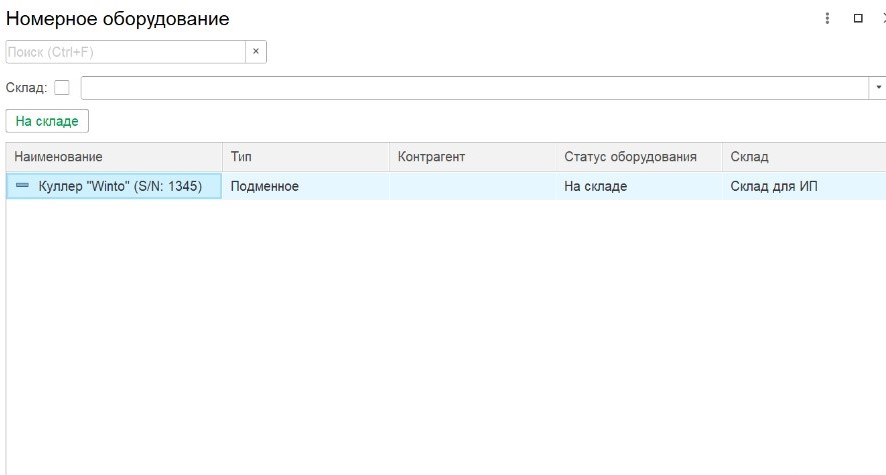 Номерное оборудование
Поиск (Ctrl+F)
Склад:
На складе
Наименование Тип Контрагент Статус оборудования Склад
Куллер "Winto" (S/N: 1345) Подменное На складе Склад для ИП